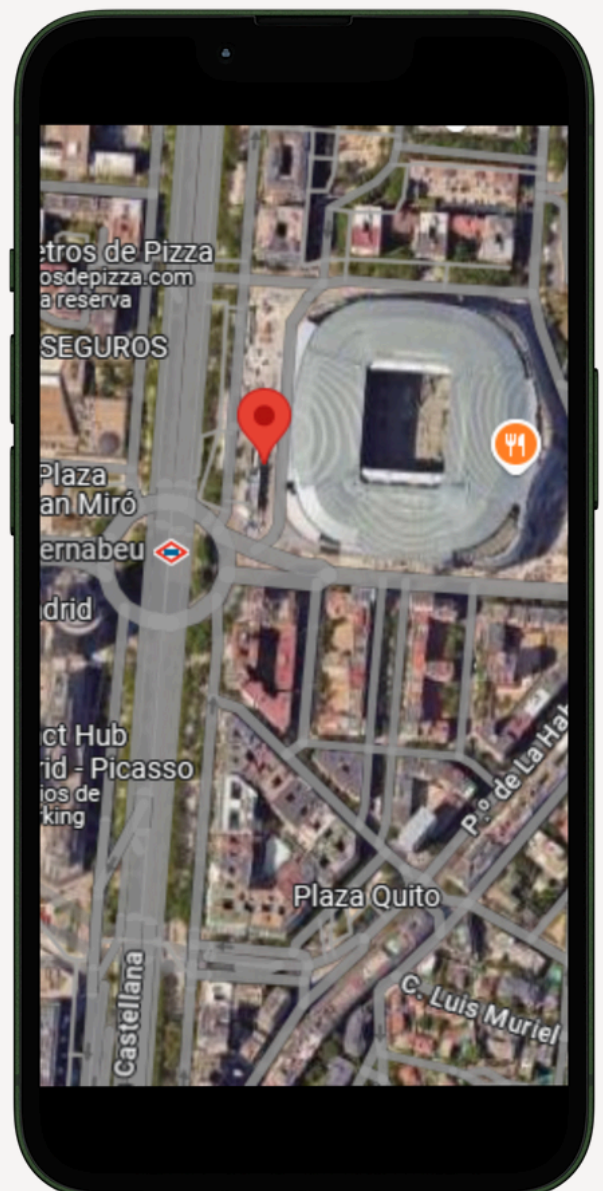 etros de Pizza
osdepizza.com
a reserva
SEGUROS
Plaza
an Miró
ernabeu
adrid
ct Hub
rid - Picasso
ios de
rking
P.º de La Hab
Plaza Quito
C. Luis Muriel
Castellana